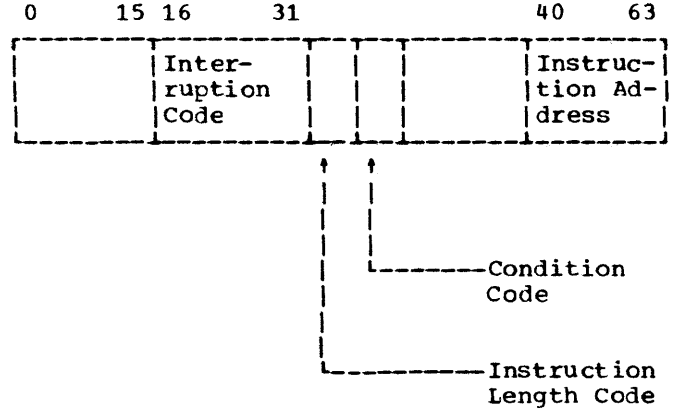 0 15 16 31 40 63
Inter- Instruc-
ruption tion Ad-
Code dress
Condition
Code
Instruction
Length Code